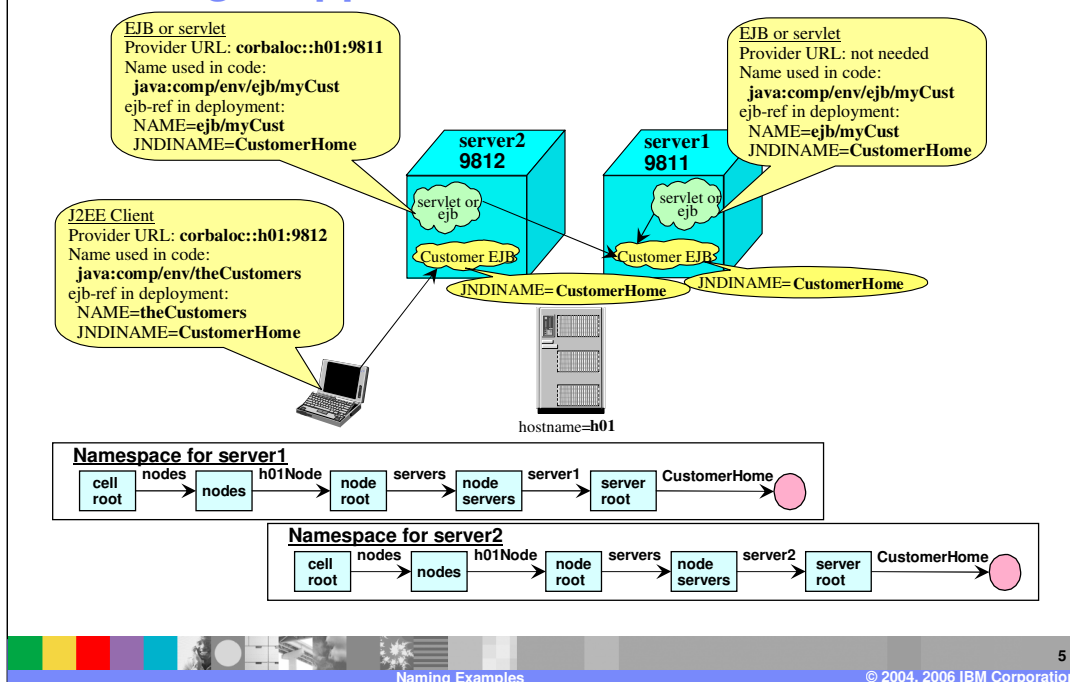 EJB or servlet
Provider URL: corbaloc::h01:9811
Name used in code:
java:comp/env/ejb/myCust
ejb-ref in deployment:
NAME=ejb/myCust
JNDINAME=CustomerHome
EJB or servlet
Provider URL: not needed
Name used in code:
java:comp/env/ejb/myCust
ejb-ref in deployment:
NAME=ejb/myCust
JNDINAME=CustomerHome
server2
9812
server1
9811
servlet or
ejb
servlet or
ejb
Customer EJB
Customer EJB
JNDINAME=CustomerHome
JNDINAME=CustomerHome
J2EE Client
Provider URL: corbaloc::h01:9812
Name used in code:
java:comp/env/theCustomers
ejb-ref in deployment:
NAME=theCustomers
JNDINAME=CustomerHome
hostname=h01
Namespace for server1
cell root
nodes
nodes
h01Node
node root
servers
node servers
server1
server root
CustomerHome
Namespace for server2
cell root
nodes
nodes
h01Node
node root
servers
node servers
server2
server root
CustomerHome
5
Naming Examples
© 2004, 2006 IBM Corporation